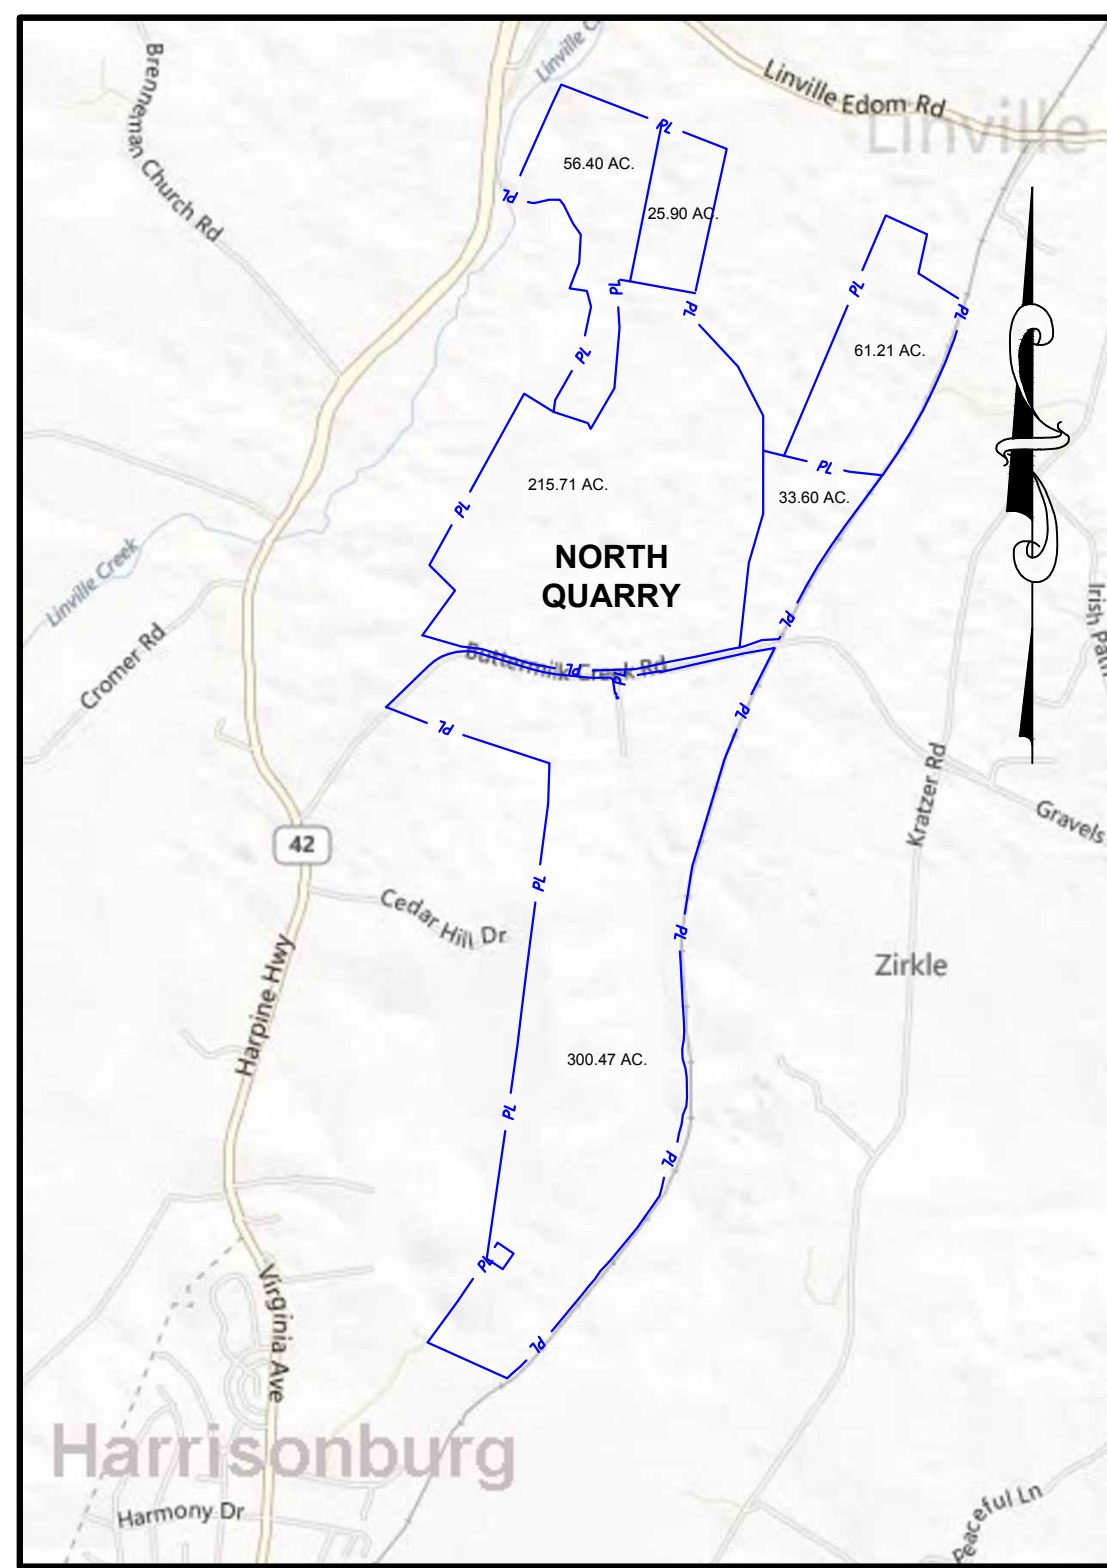 Linville C
Brenneman Church Rd
Linville Edom Rd
Linville
PL
56.40 AC.
PL
25.90 AC.
PL
PL
PL
PL
PL
61.21 AC.
PL
PL
215.71 AC.
33.60 AC.
PL
NORTH
QUARRY
Linville Creek
Irish Path
Cromer Rd
PL
Buttermilk Creek Rd
PL
PL
PL
PL
Kratzer Rd
Gravels
42
PL
Cedar Hill Dr
PL
Zirkle
Harpine Hwy
300.47 AC.
PL
PL
PL
Virginia Ave
PL
Harrisonburg
Harmony Dr
Peaceful Ln